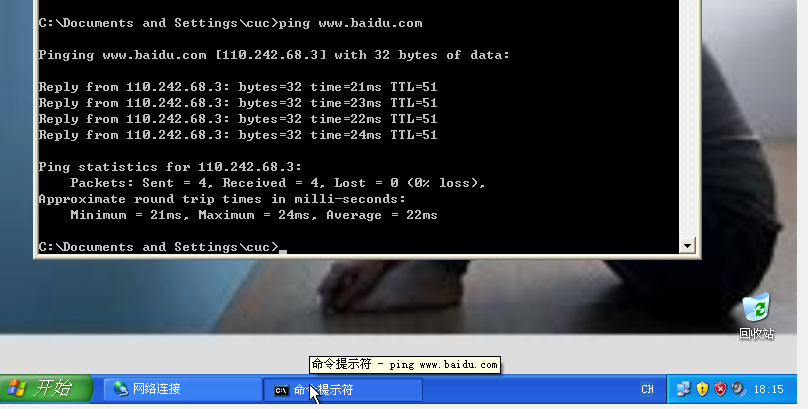 C:\Documents and Settings\cuc>ping www.baidu.com
Pinging www.baidu.com [110.242.68.3] with 32 bytes of data:
Reply from 110.242.68.3: bytes=32 time=21ms TTL=51
Reply from 110.242.68.3: bytes=32 time=23ms TTL=51
Reply from 110.242.68.3: bytes=32 time=22ms TTL=51
Reply from 110.242.68.3: bytes=32 time=24ms TTL=51
Ping statistics for 110.242.68.3:
Packets: Sent = 4, Received = 4, Lost = 0 (0% loss),
Approximate round trip times in milli-seconds:
Minimum = 21ms, Maximum = 24ms, Average = 22ms
C:\Documents and Settings\cuc>_
回收站
命令提示符 - ping www.baidu.com
开始 网络连接 C:\ 命令提示符 CH 18:15